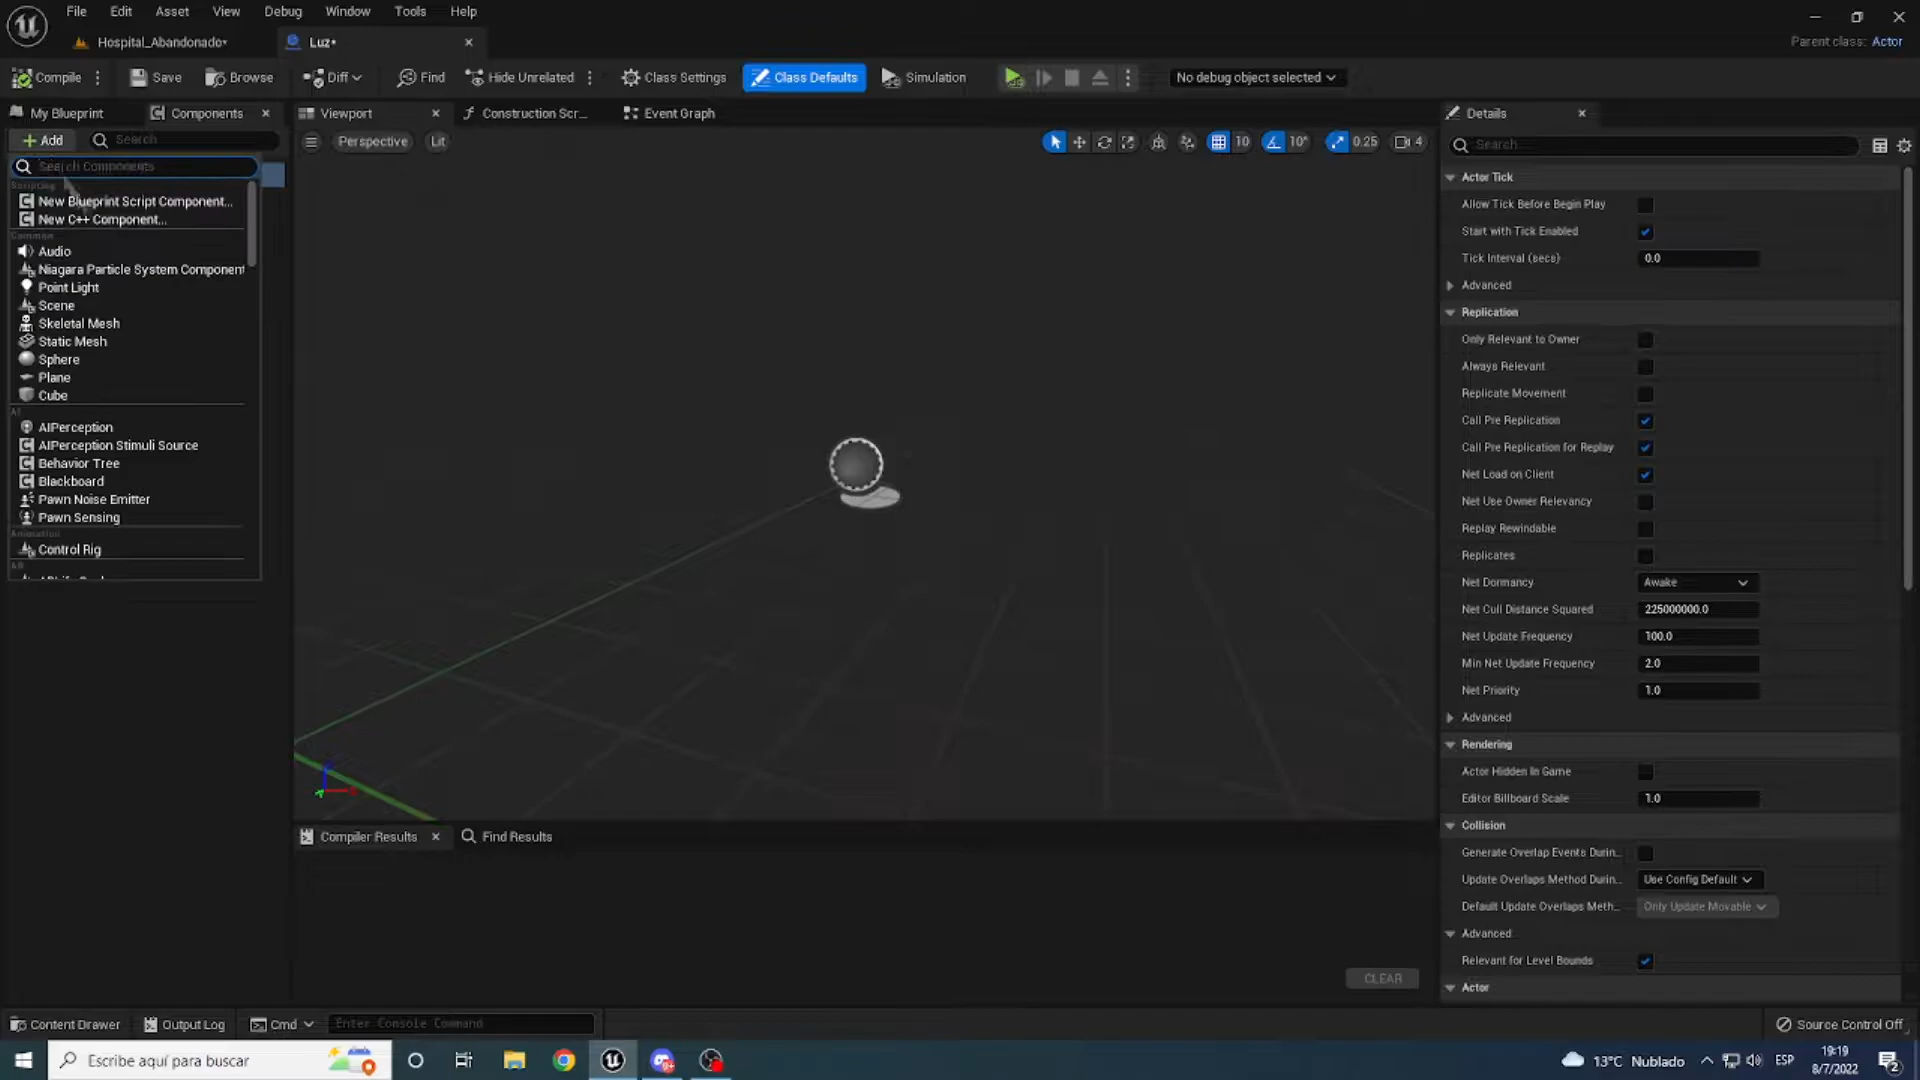 File Edit Asset View Debug Window Tools Help
Hospital_Abandonado•
Luz•
Parent class: Actor
Compile
Save
Browse
Diff
Find
Hide Unrelated
Class Settings
Class Defaults
Simulation
No debug object selected
My Blueprint
Components
Viewport
Construction Scr...
Event Graph
Details
Add
Search
Perspective
Lit
10
10°
0.25
4
Search
Search Components
Scripting
New Blueprint Script Component...
New C++ Component...
Common
Audio
Niagara Particle System Component
Point Light
Scene
Skeletal Mesh
Static Mesh
Sphere
Plane
Cube
AI
AIPerception
AIPerception Stimuli Source
Behavior Tree
Blackboard
Pawn Noise Emitter
Pawn Sensing
Animation
Control Rig
AR
Actor Tick
Allow Tick Before Begin Play
Start with Tick Enabled
Tick Interval (secs) 0.0
Advanced
Replication
Only Relevant to Owner
Always Relevant
Replicate Movement
Call Pre Replication
Call Pre Replication for Replay
Net Load on Client
Net Use Owner Relevancy
Replay Rewindable
Replicates
Net Dormancy Awake
Net Cull Distance Squared 225000000.0
Net Update Frequency 100.0
Min Net Update Frequency 2.0
Net Priority 1.0
Advanced
Rendering
Actor Hidden In Game
Editor Billboard Scale 1.0
Collision
Generate Overlap Events Durin...
Update Overlaps Method Durin... Use Config Default
Default Update Overlaps Meth... Only Update Movable
Advanced
Relevant for Level Bounds
Actor
Compiler Results
Find Results
CLEAR
Content Drawer
Output Log
Cmd
Enter Console Command
Source Control Off
Escribe aquí para buscar
13°C Nublado
ESP
19:19
8/7/2022
2